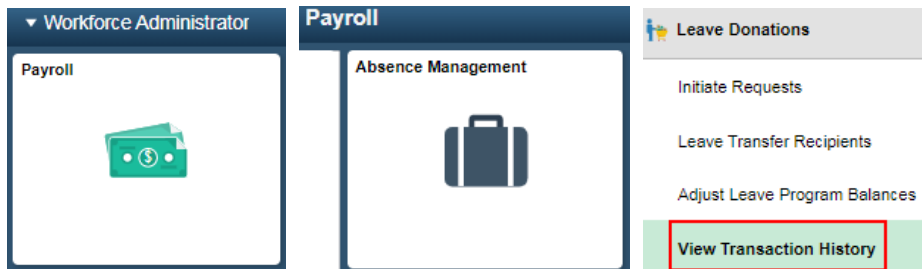 Workforce Administrator
Payroll
$
Payroll
Absence Management
Leave Donations
Initiate Requests
Leave Transfer Recipients
Adjust Leave Program Balances
View Transaction History